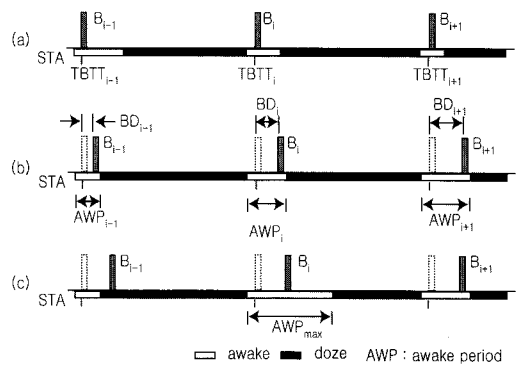 (a)
B_{i-1} B_i B_{i+1}
STA
TBTT_{i-1} TBTT_i TBTT_{i+1}
BD_{i-1} BD_i BD_{i+1}
(b)
B_{i-1} B_i B_{i+1}
STA
AWP_{i-1} AWP_i AWP_{i+1}
(c)
B_{i-1} B_i B_{i+1}
STA
AWP_{max}
awake doze AWP : awake period